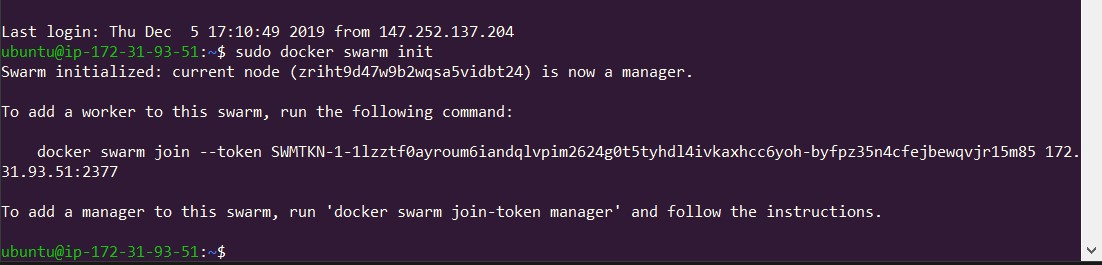 Last login: Thu Dec  5 17:10:49 2019 from 147.252.137.204
ubuntu@ip-172-31-93-51:~$ sudo docker swarm init
Swarm initialized: current node (zriht9d47w9b2wqsa5vidbt24) is now a manager.
To add a worker to this swarm, run the following command:
    docker swarm join --token SWMTKN-1-1lzztf0ayroum6iandqlvpim2624g0t5tyhdl4ivkaxhcc6yoh-byfpz35n4cfejbewqvjr15m85 172.
31.93.51:2377
To add a manager to this swarm, run 'docker swarm join-token manager' and follow the instructions.
ubuntu@ip-172-31-93-51:~$